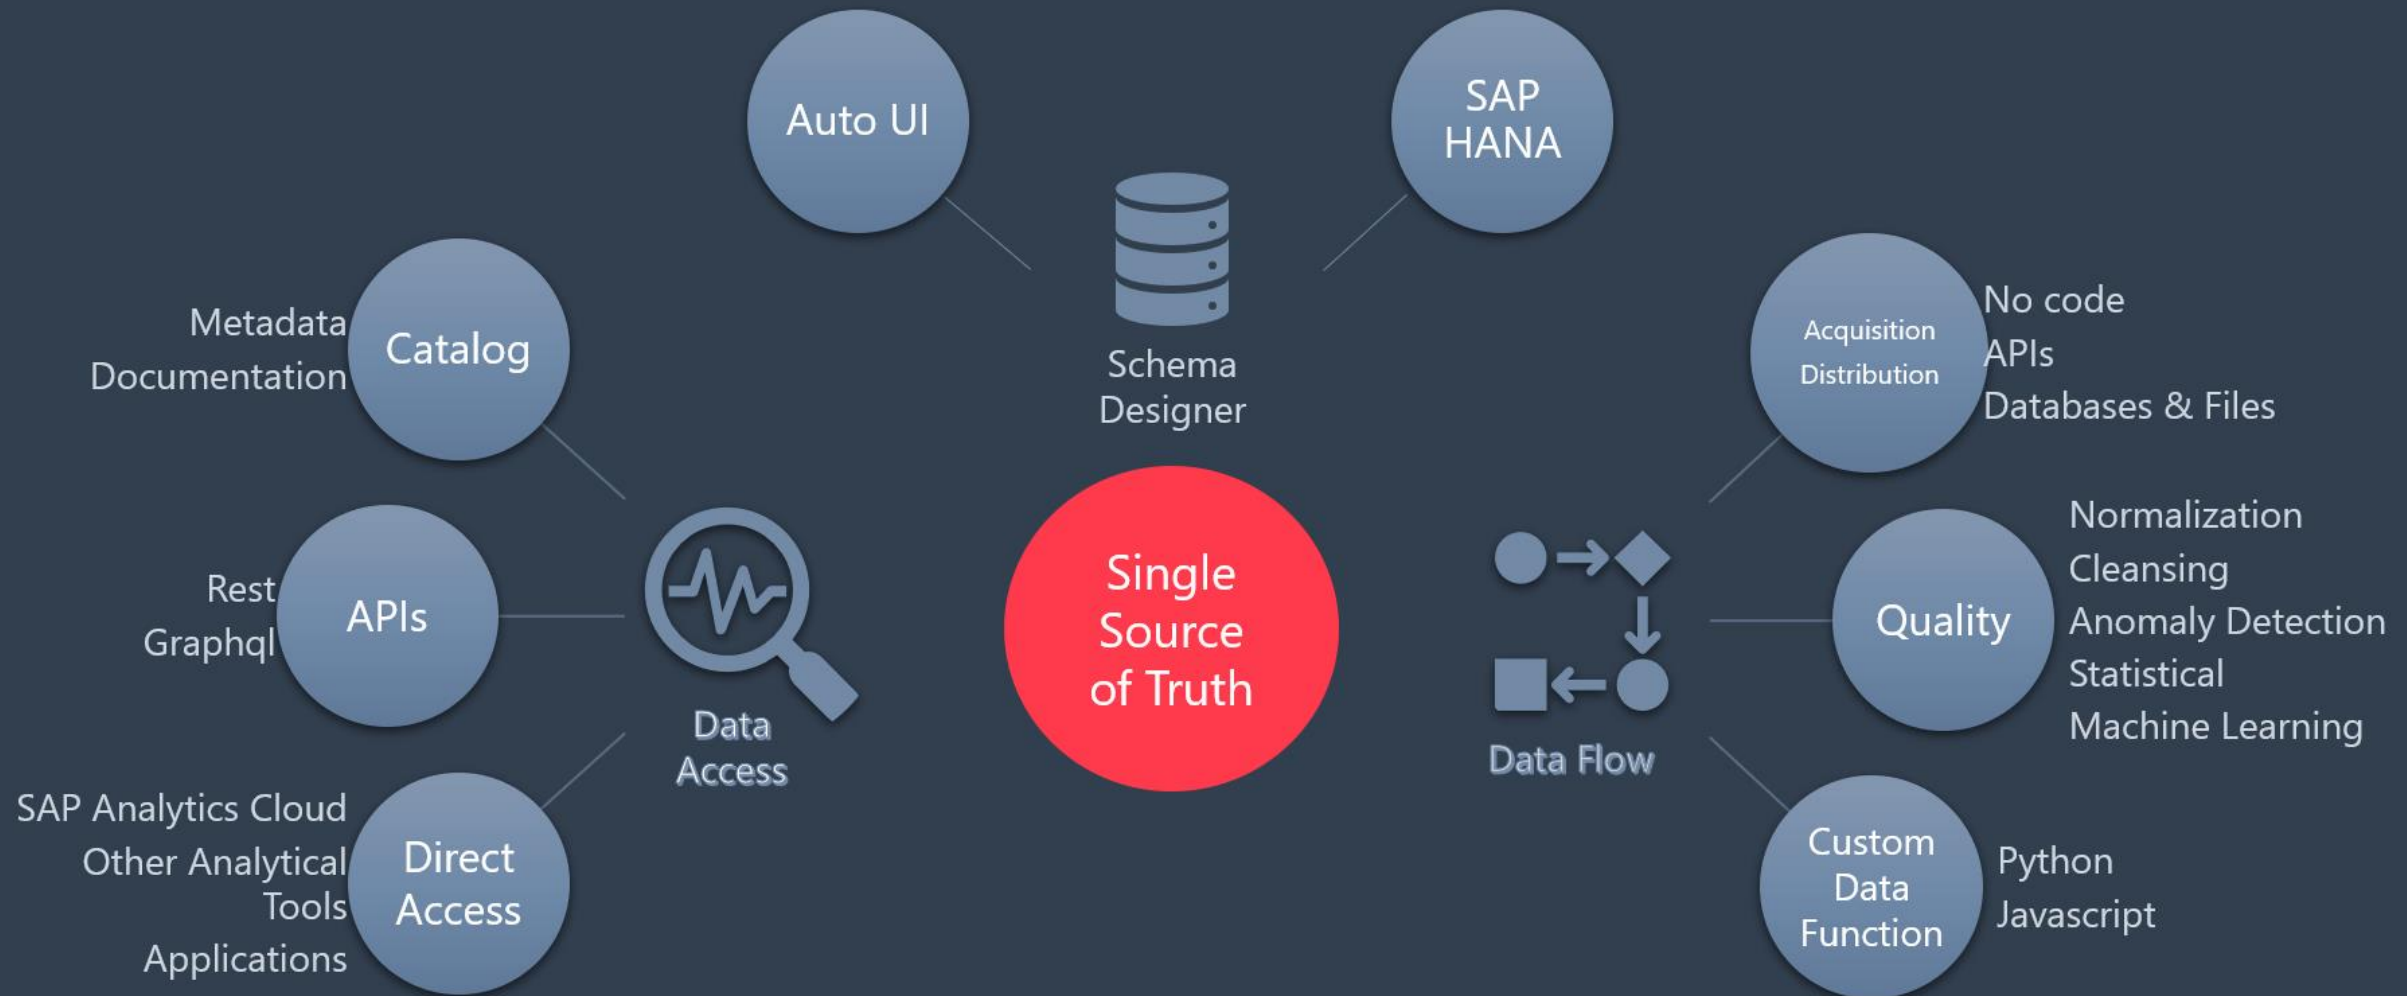 Auto UI
SAP
HANA
Schema
Designer
Metadata
Documentation
Catalog
Rest
Graphql
APIs
SAP Analytics Cloud
Other Analytical
Tools
Applications
Direct
Access
Data
Access
Single
Source
of Truth
Data Flow
Acquisition
Distribution
No code
APIs
Databases & Files
Quality
Normalization
Cleansing
Anomaly Detection
Statistical
Machine Learning
Custom
Data
Function
Python
Javascript